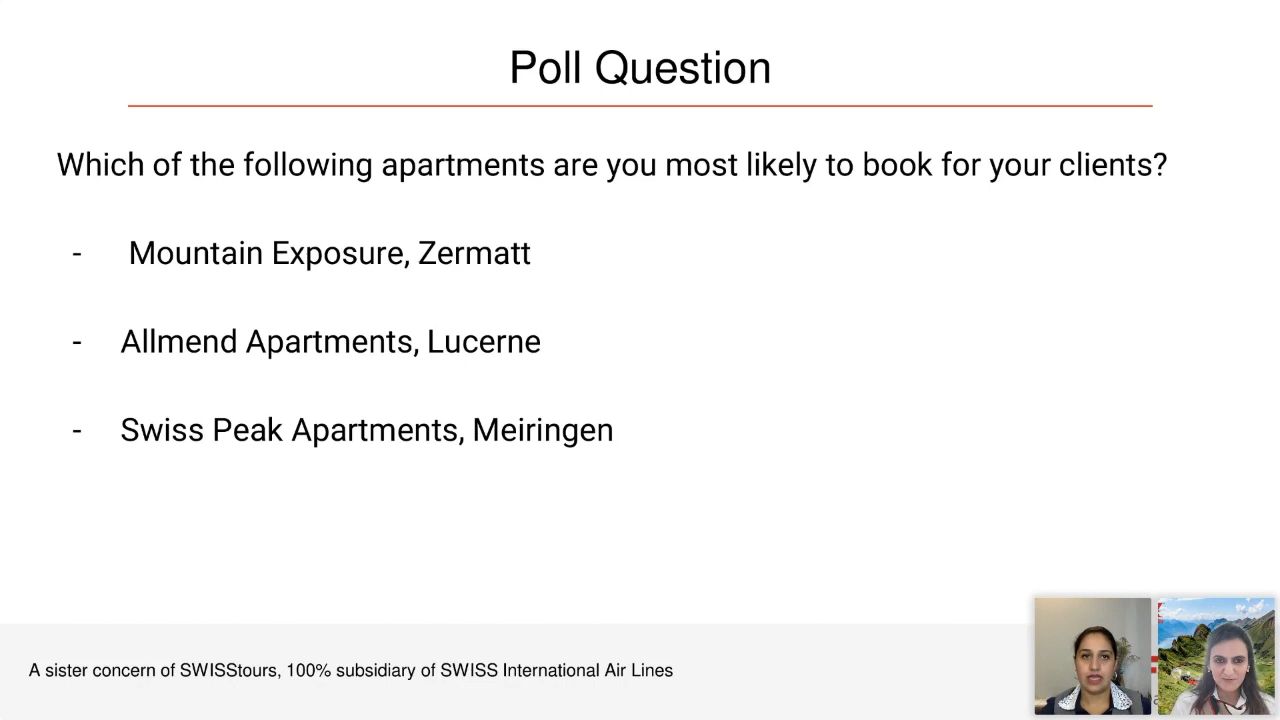 Poll Question
Which of the following apartments are you most likely to book for your clients?
- Mountain Exposure, Zermatt
- Allmend Apartments, Lucerne
- Swiss Peak Apartments, Meiringen
A sister concern of SWISStours, 100% subsidiary of SWISS International Air Lines